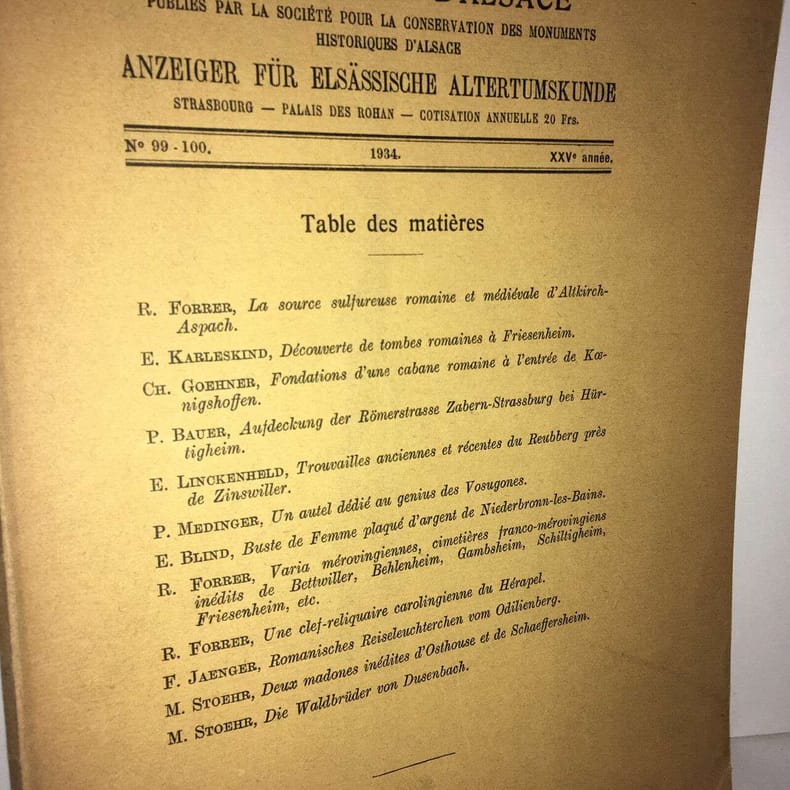 D'ALSACE
PUBLIÉS PAR LA SOCIÉTÉ POUR LA CONSERVATION DES MONUMENTS
HISTORIQUES D'ALSACE
ANZEIGER FÜR ELSÄSSISCHE ALTERTUMSKUNDE
STRASBOURG — PALAIS DES ROHAN — COTISATION ANNUELLE 20 Frs.
No 99-100. 1934. XXVe année.
Table des matières
R. FORRER, La source sulfureuse romaine et médiévale d'Altkirch-
Aspach.
E. KARLESKIND, Découverte de tombes romaines à Friesenheim.
CH. GOEHNER, Fondations d'une cabane romaine à l'entrée de Kœ-
nigshoffen.
P. BAUER, Aufdeckung der Römerstrasse Zabern-Strassburg bei Hür-
tigheim.
E. LINCKENHELD, Trouvailles anciennes et récentes du Reubberg près
de Zinswiller.
P. MEDINGER, Un autel dédié au genius des Vosugones.
E. BLIND, Buste de Femme plaqué d'argent de Niederbronn-les-Bains.
R. FORRER, Varia mérovingiennes, cimetières franco-mérovingiens
inédits de Bettwiller, Behlenheim, Gambsheim, Schiltigheim,
Friesenheim, etc.
R. FORRER, Une clef-reliquaire carolingienne du Hérapel.
F. JAENGER, Romanisches Reiseleuchterchen vom Odilienberg.
M. STOEHR, Deux madones inédites d'Osthouse et de Schaeffersheim.
M. STOEHR, Die Waldbrüder von Dusenbach.